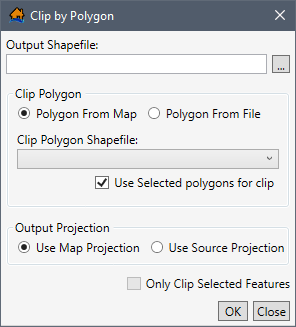 Clip by Polygon
Output Shapefile:
...
Clip Polygon
Polygon From Map Polygon From File
Clip Polygon Shapefile:
Use Selected polygons for clip
Output Projection
Use Map Projection Use Source Projection
Only Clip Selected Features
OK Close